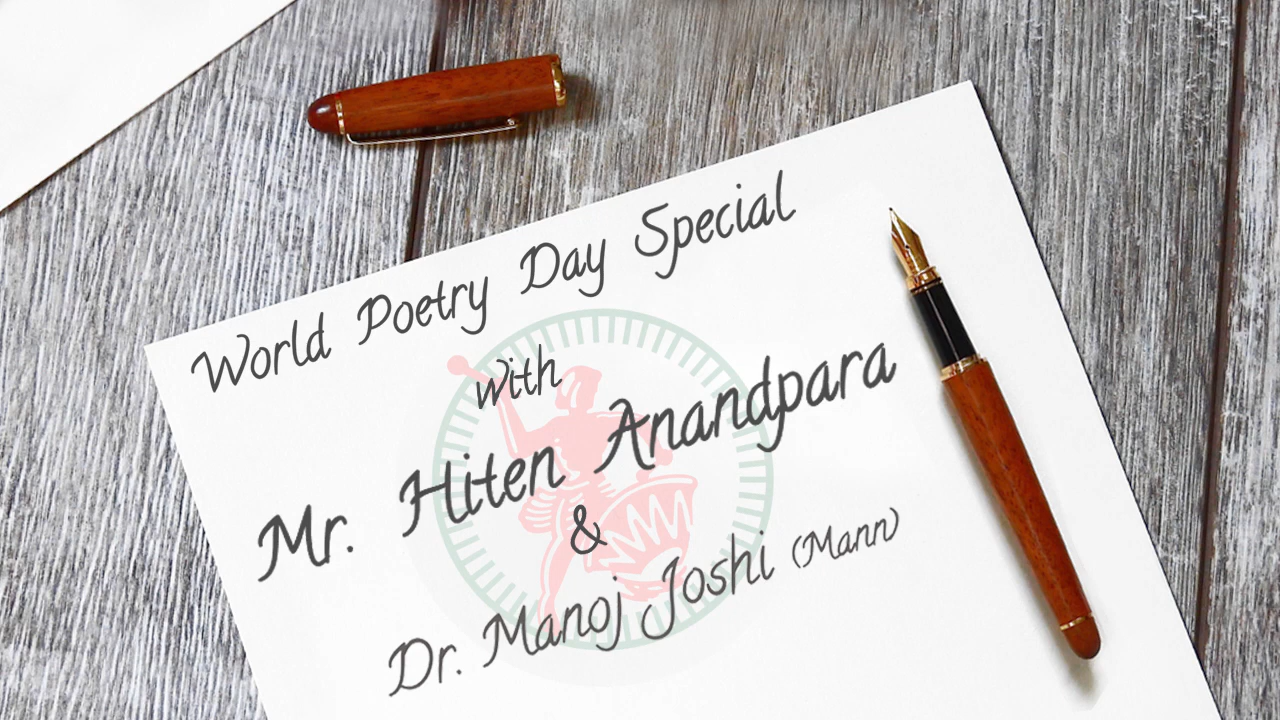 World Poetry Day Special
with
Mr. Hiten Anandpara
&
Dr. Manoj Joshi (Mann)